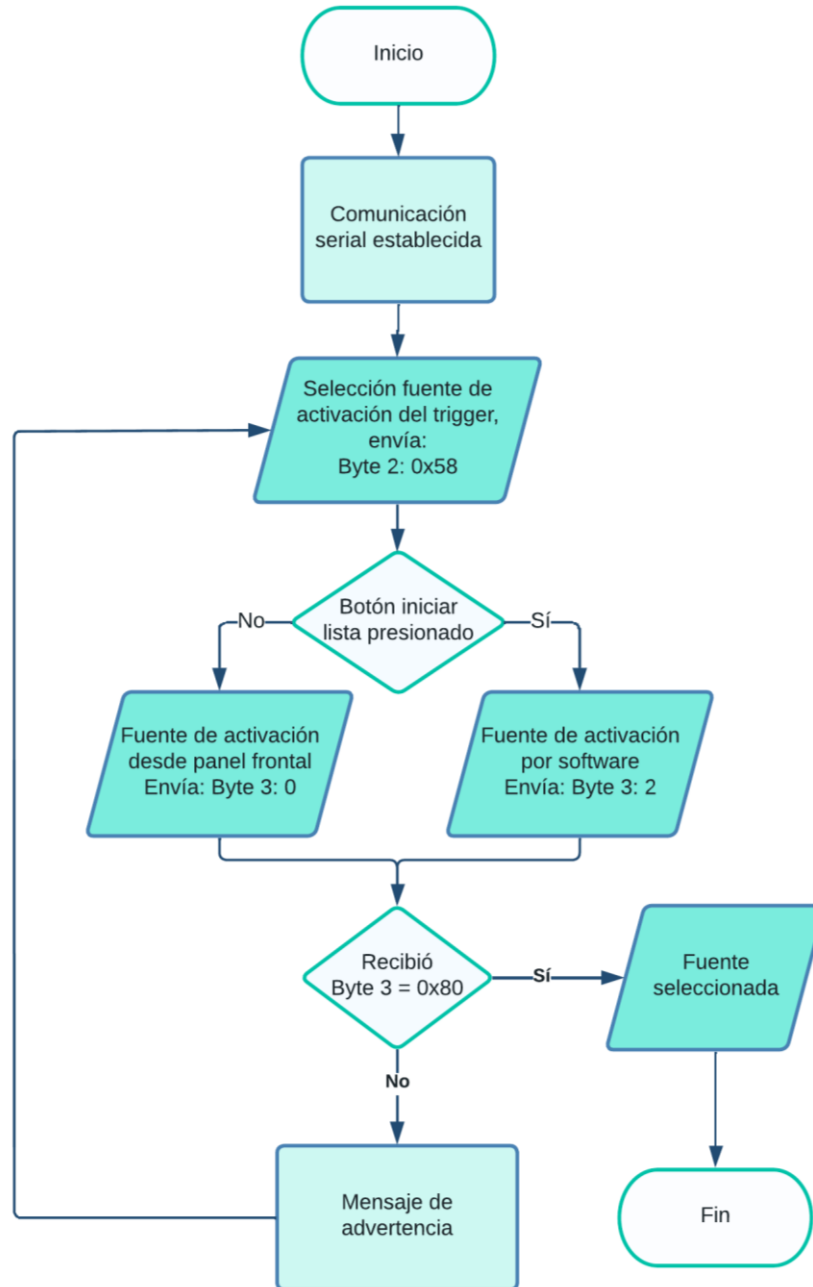 Inicio
Comunicación
serial establecida
Selección fuente de
activación del trigger,
envía:
Byte 2: 0x58
Botón iniciar
lista presionado
No
Sí
Fuente de activación
desde panel frontal
Envía: Byte 3: 0
Fuente de activación
por software
Envía: Byte 3: 2
Recibió
Byte 3 = 0x80
Sí
Fuente
seleccionada
No
Mensaje de
advertencia
Fin